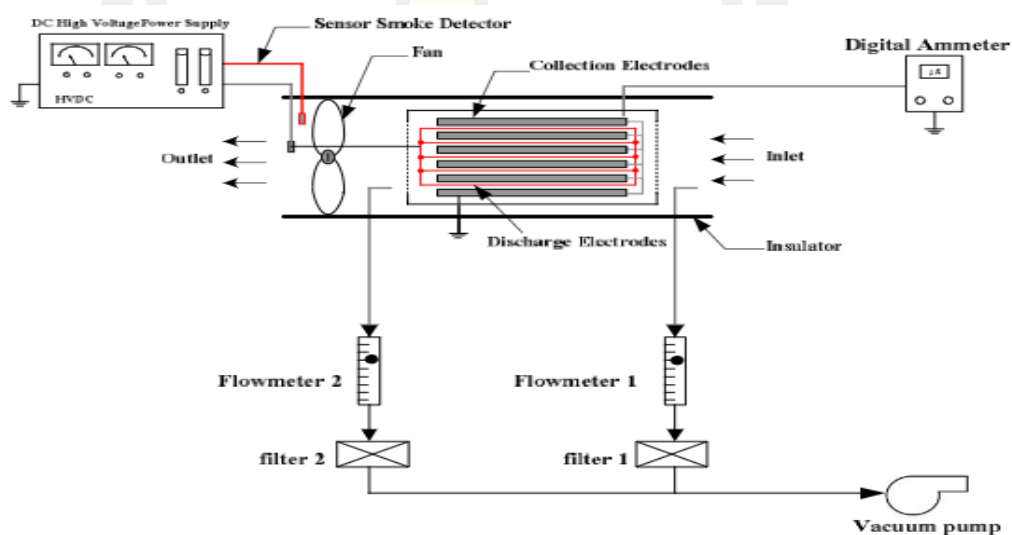 DC High VoltagePower Supply
Sensor Smoke Detector
Fan
Collection Electrodes
Digital Ammeter
µA
HVDC
Outlet
Inlet
Discharge Electrodes
Insulator
Flowmeter 2
Flowmeter 1
filter 2
filter 1
Vacuum pump